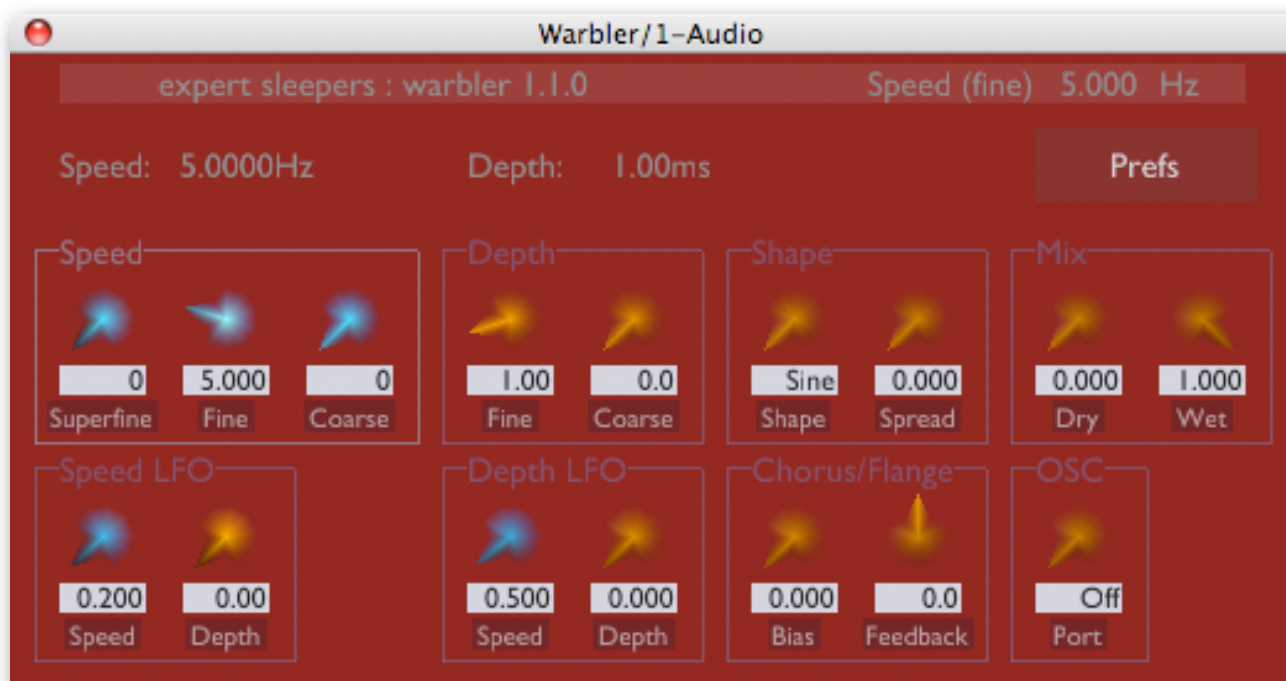 Warbler/1-Audio
expert sleepers : warbler 1.1.0 Speed (fine) 5.000 Hz
Speed: 5.0000Hz Depth: 1.00ms Prefs
Speed Depth Shape Mix
0 5.000 0 1.00 0.0 Sine 0.000 0.000 1.000
Superfine Fine Coarse Fine Coarse Shape Spread Dry Wet
Speed LFO Depth LFO Chorus/Flange OSC
0.200 0.00 0.500 0.000 0.000 0.0 Off
Speed Depth Speed Depth Bias Feedback Port